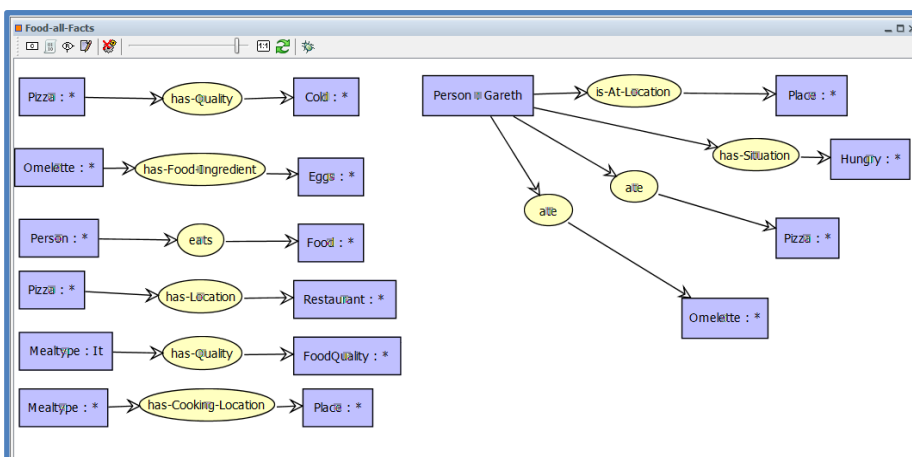 Food-all-Facts
1:1
Pizza : *
has-Quality
Cold : *
Omelette : *
has-Food-Ingredient
Eggs : *
Person : *
eats
Food : *
Pizza : *
has-Location
Restaurant : *
Mealtype : It
has-Quality
FoodQuality : *
Mealtype : *
has-Cooking-Location
Place : *
Person : Gareth
is-At-Location
Place : *
has-Situation
Hungry : *
ate
Pizza : *
ate
Omelette : *